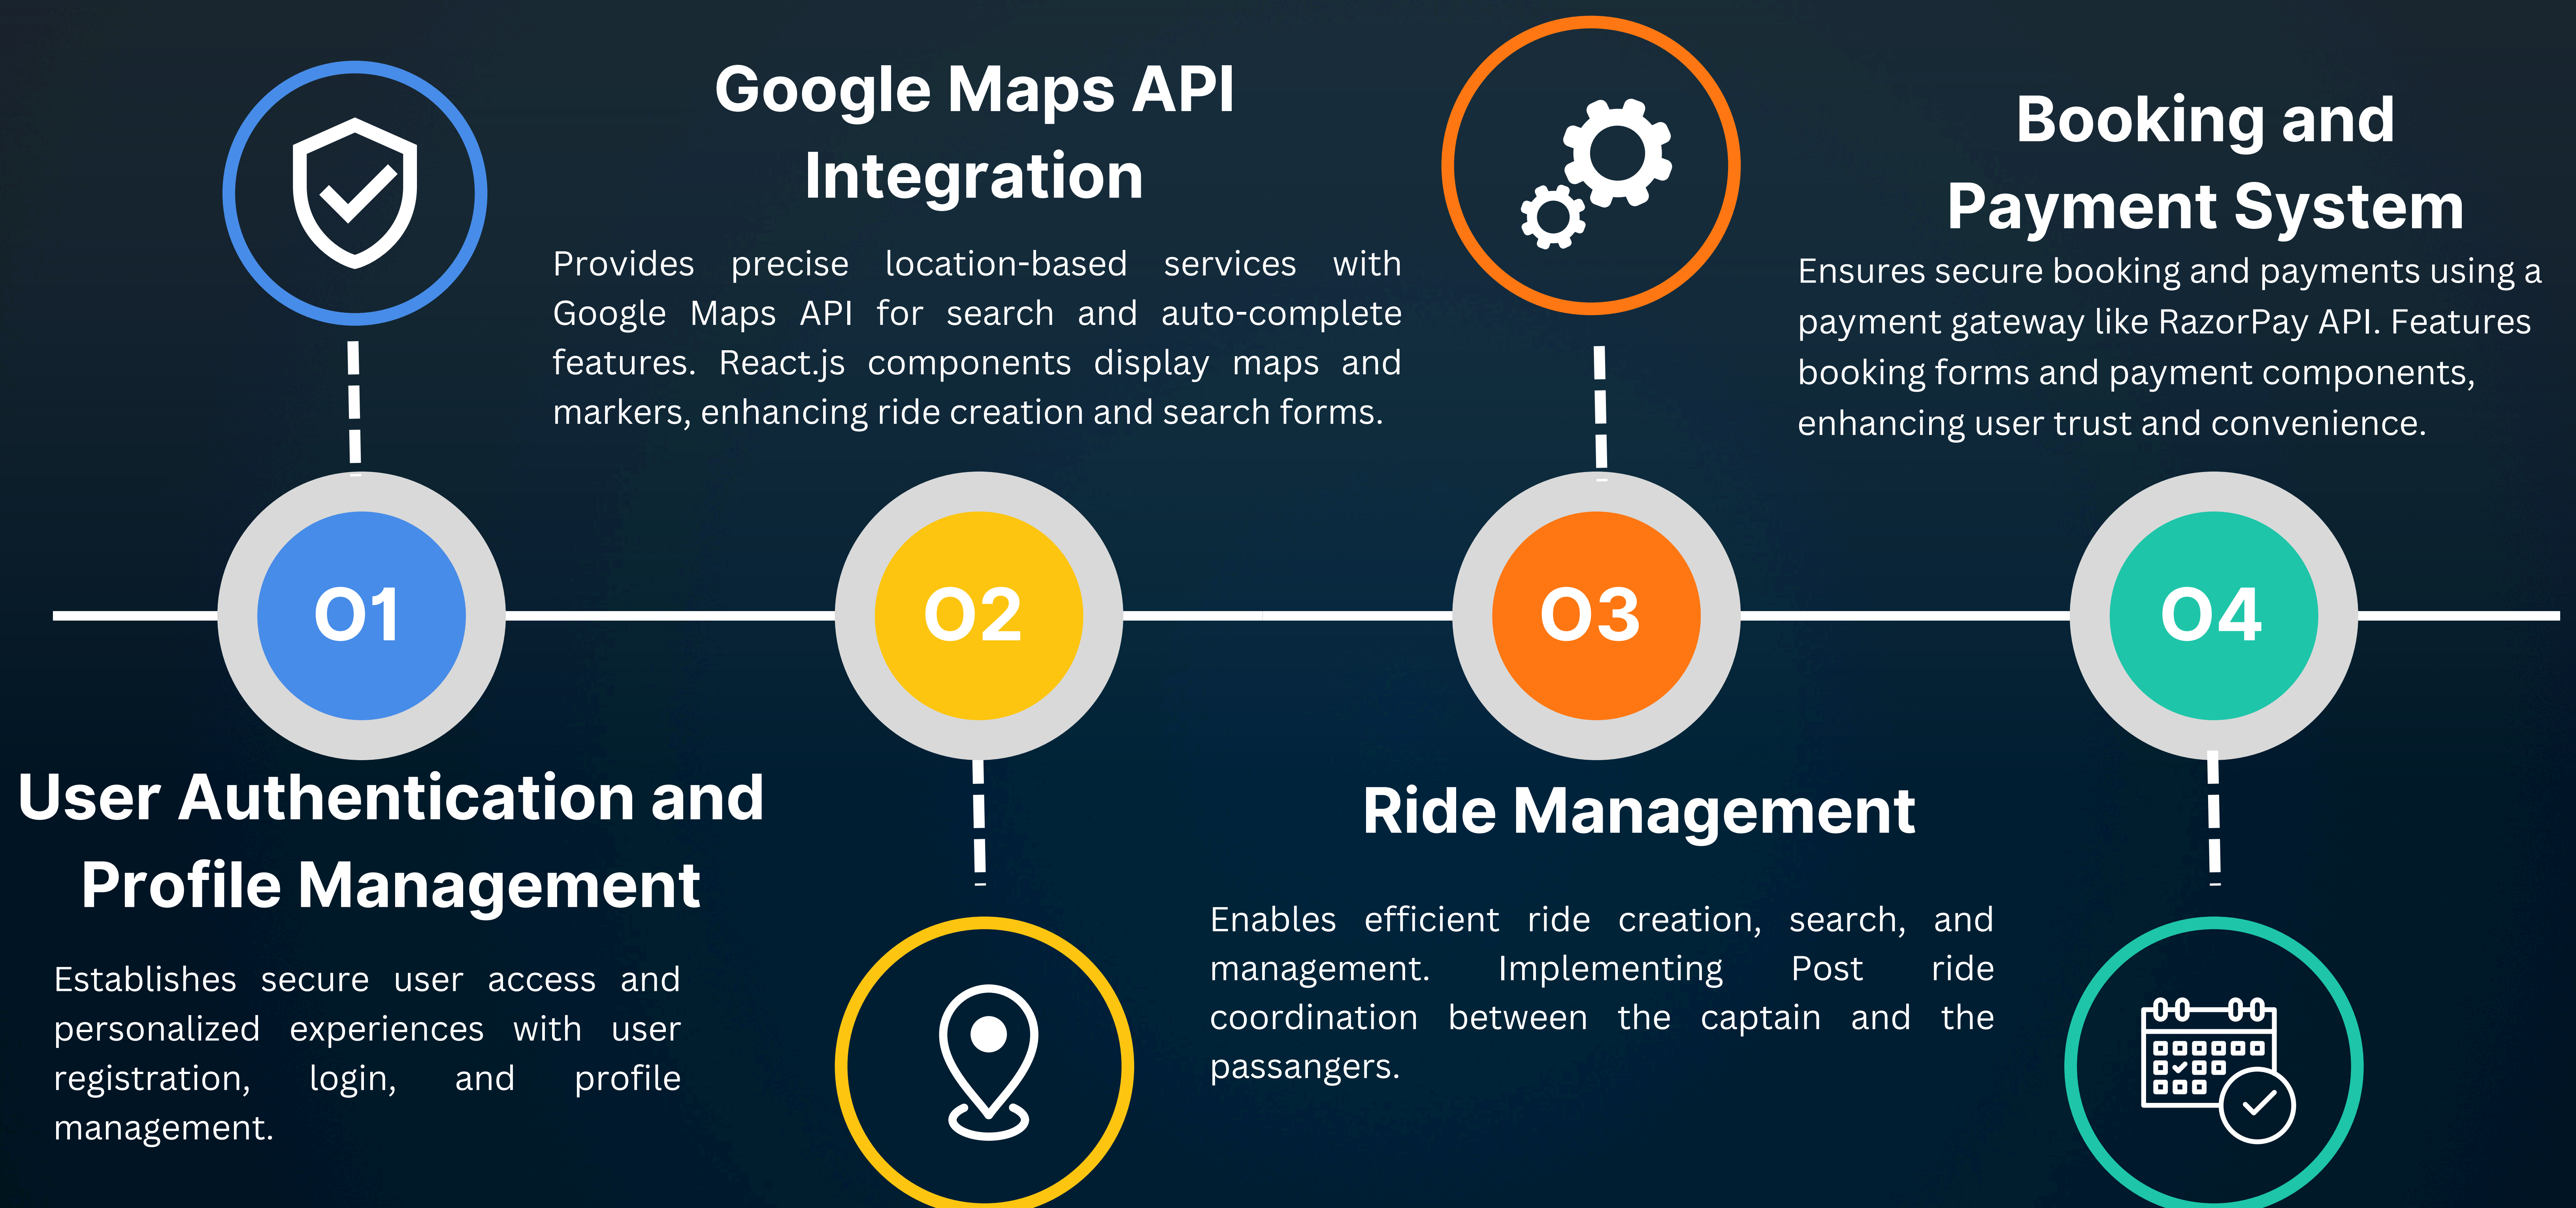 01
User Authentication and
Profile Management
Establishes secure user access and
personalized experiences with user
registration, login, and profile
management.
Google Maps API
Integration
Provides precise location-based services with
Google Maps API for search and auto-complete
features. React.js components display maps and
markers, enhancing ride creation and search forms.
02
03
Ride Management
Enables efficient ride creation, search, and
management. Implementing Post ride
coordination between the captain and the
passangers.
Booking and
Payment System
Ensures secure booking and payments using a
payment gateway like RazorPay API. Features
booking forms and payment components,
enhancing user trust and convenience.
04